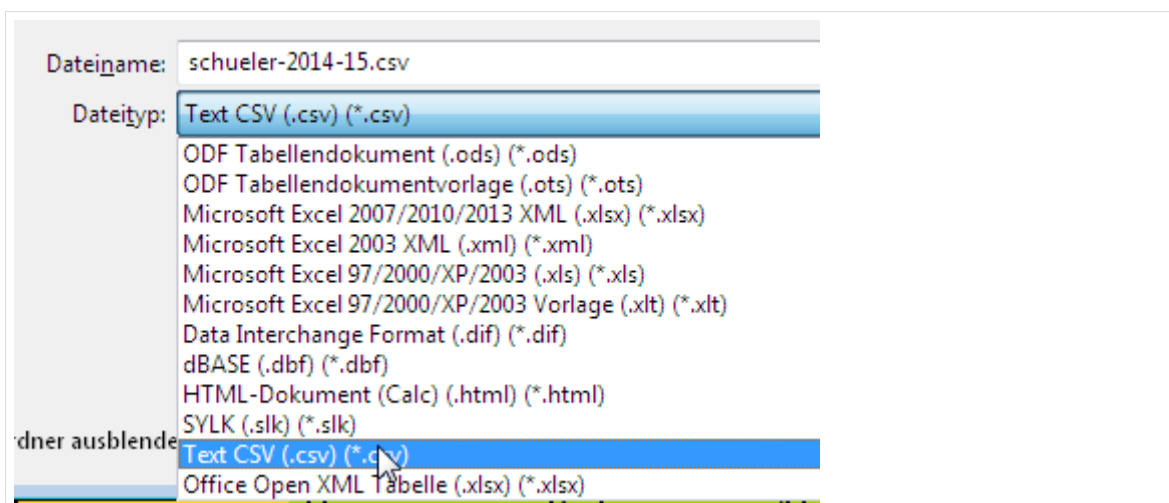 Dateiname: schueler-2014-15.csv
Dateityp: Text CSV (.csv) (*.csv)
ODF Tabellendokument (.ods) (*.ods)
ODF Tabellendokumentvorlage (.ots) (*.ots)
Microsoft Excel 2007/2010/2013 XML (.xlsx) (*.xlsx)
Microsoft Excel 2003 XML (.xml) (*.xml)
Microsoft Excel 97/2000/XP/2003 (.xls) (*.xls)
Microsoft Excel 97/2000/XP/2003 Vorlage (.xlt) (*.xlt)
Data Interchange Format (.dif) (*.dif)
dBASE (.dbf) (*.dbf)
HTML-Dokument (Calc) (.html) (*.html)
SYLK (.slk) (*.slk)
rdner ausblende
Text CSV (.csv) (*.csv)
Office Open XML Tabelle (.xlsx) (*.xlsx)